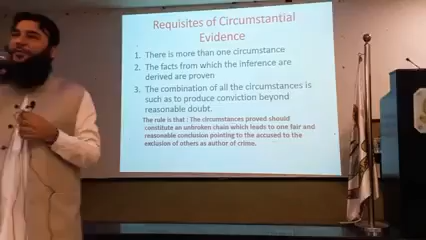 Requisites of Circumstantial
Evidence
1. There is more than one circumstance
2. The facts from which the inference are
derived are proven
3. The combination of all the circumstances is
such as to produce conviction beyond
reasonable doubt.
The rule is that : The circumstances proved should
constitute an unbroken chain which leads to one fair and
reasonable conclusion pointing to the accused to the
exclusion of others as author of crime.